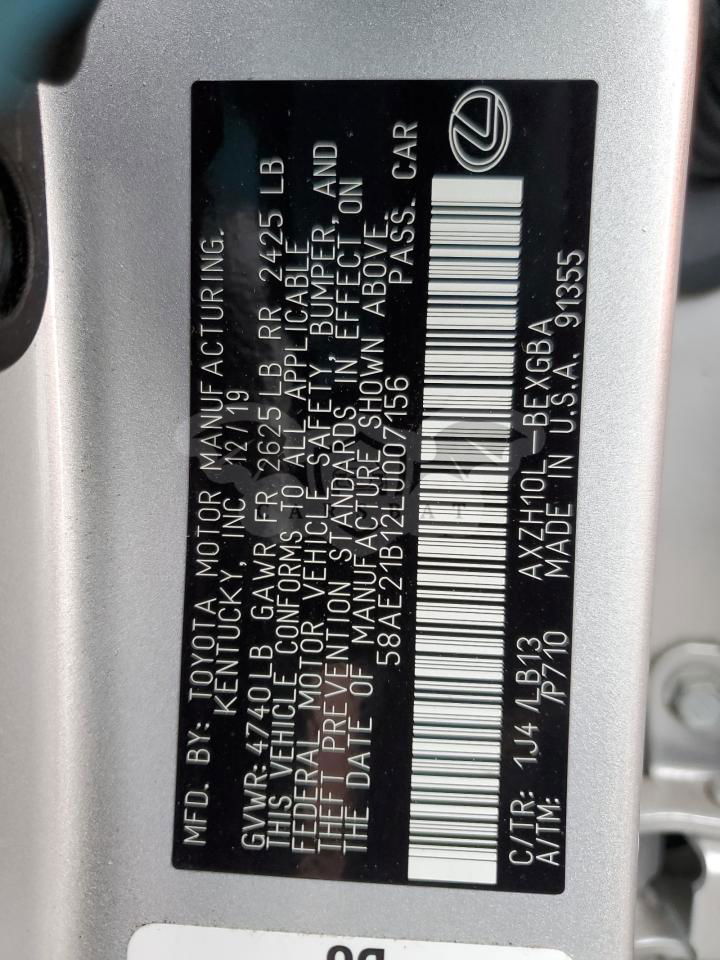 MFD. BY: TOYOTA MOTOR MANUFACTURING.
KENTUCKY, INC 12/19
GVWR: 4740LB GAWR FR 2625LB RR 2425 LB
THIS VEHICLE CONFORMS TO ALL APPLICABLE
FEDERAL MOTOR VEHICLE SAFETY, BUMPER, AND
THEFT PREVENTION STANDARDS IN EFFECT ON
THE DATE OF MANUFACTURE SHOWN ABOVE.
58AE21B12LU007156 PASS. CAR
C/TR: 1J4 /LB13 AXZH10L-BEXGBA
A/TM: /P710 MADE IN U.S.A. 91355